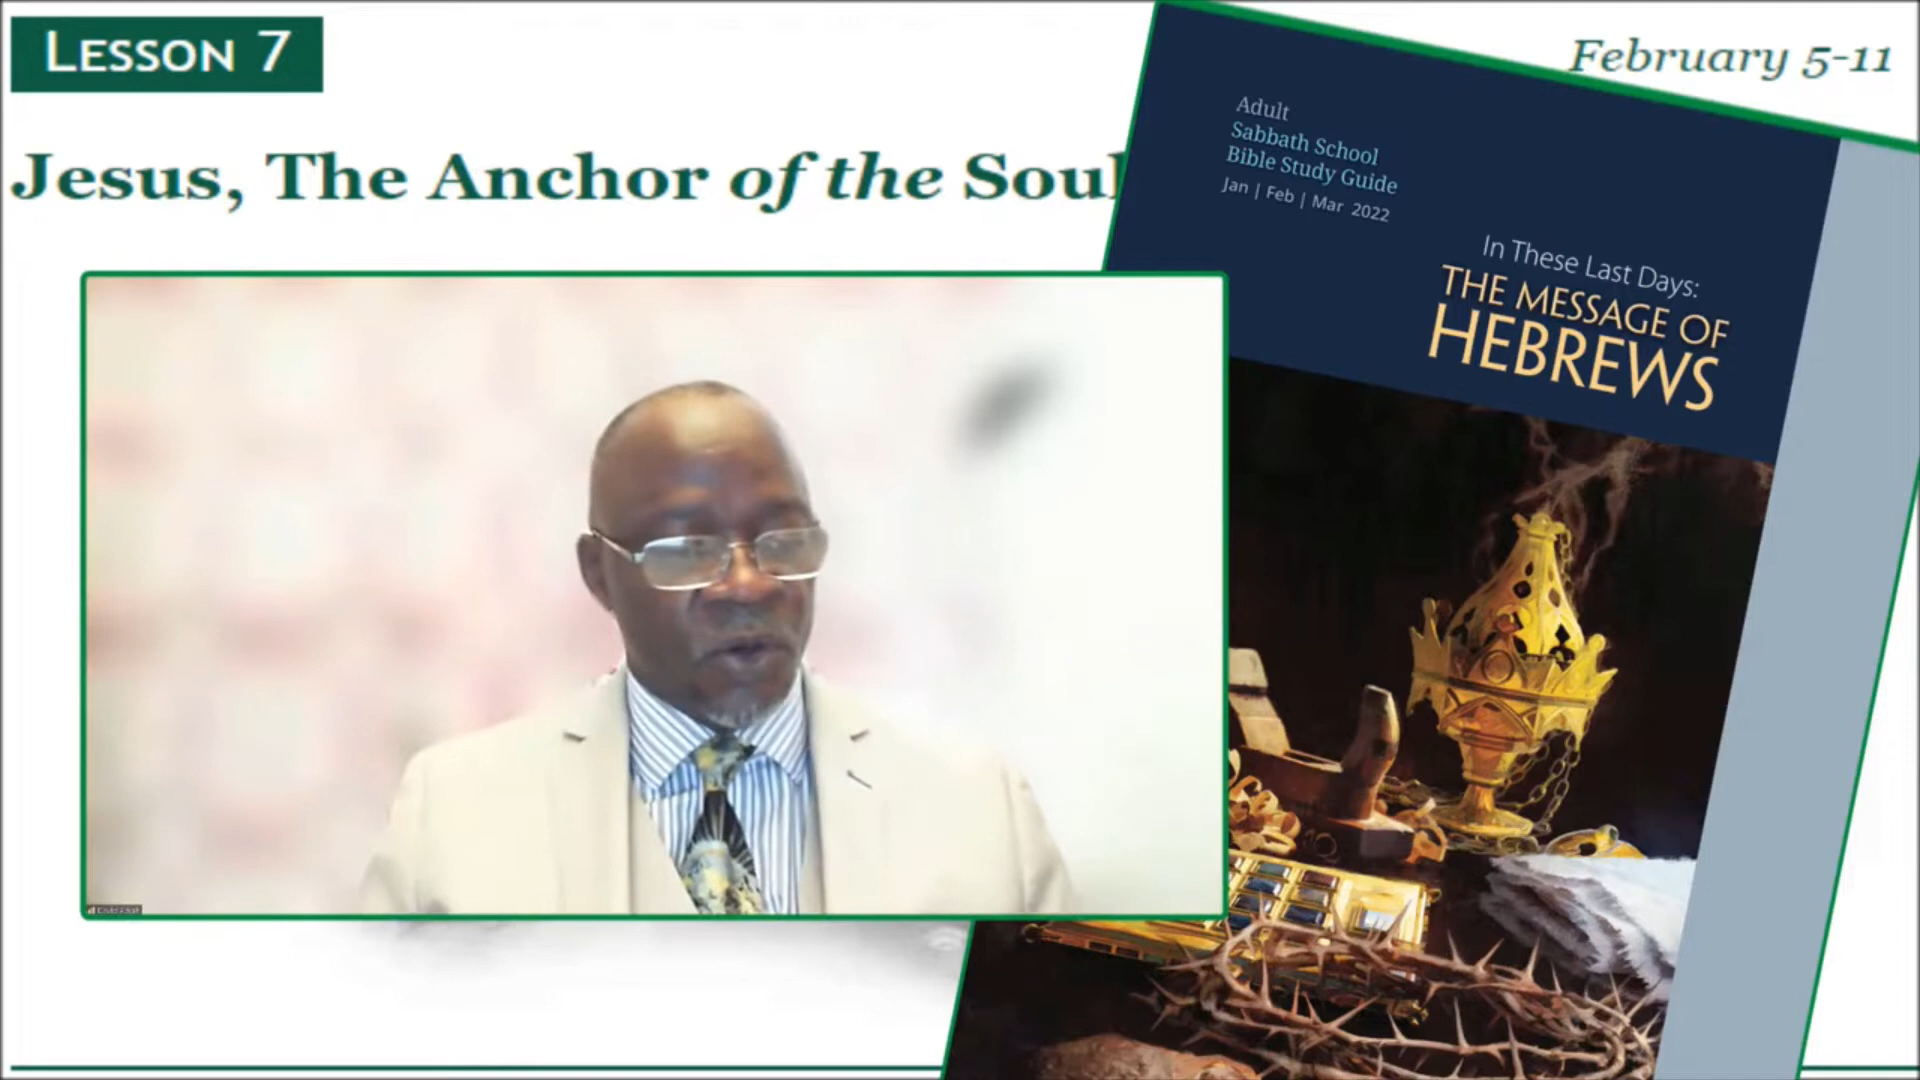 LESSON 7
February 5-11
Jesus, The Anchor of the Soul
Adult
Sabbath School
Bible Study Guide
Jan | Feb | Mar 2022
In These Last Days:
THE MESSAGE OF
HEBREWS